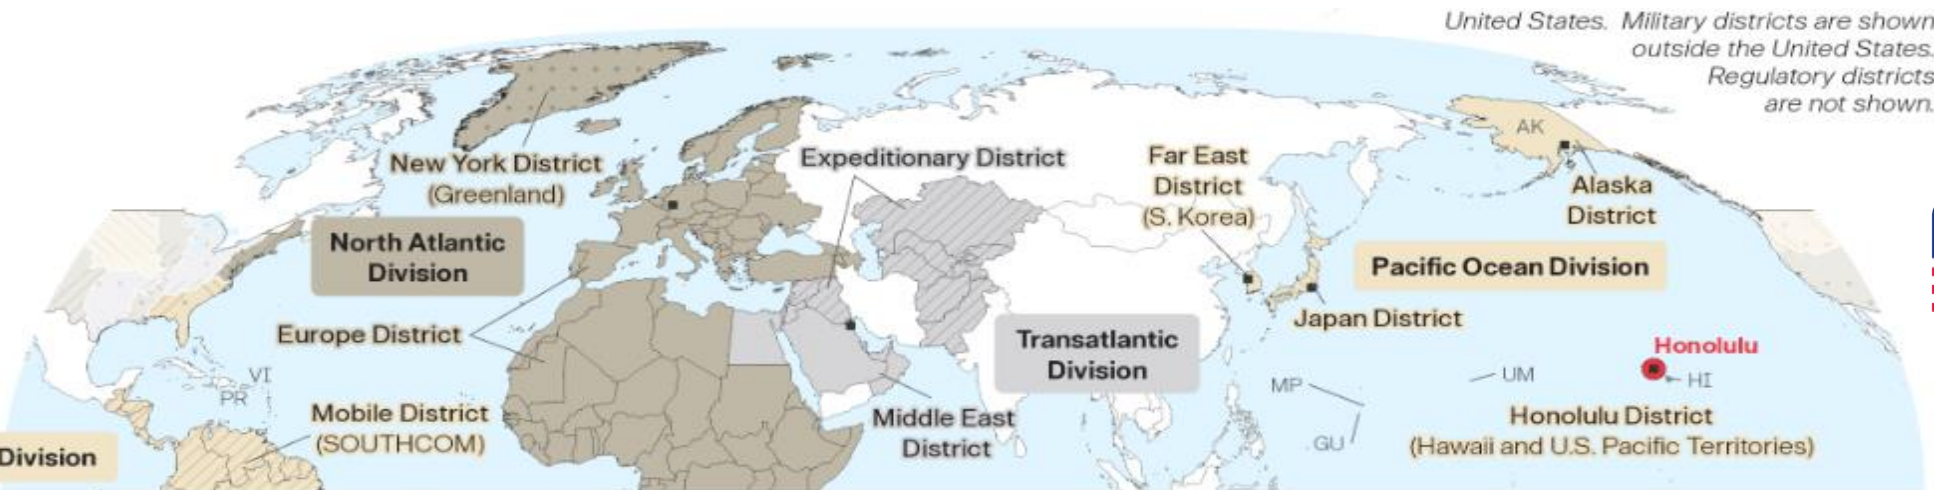 United States. Military districts are shown
outside the United States.
Regulatory districts
are not shown.
AK
New York District
(Greenland)
Expeditionary District
Far East
District
(S. Korea)
Alaska
District
North Atlantic
Division
Pacific Ocean Division
Europe District
Japan District
Transatlantic
Division
Honolulu
VI
PR
MP
UM
HI
Mobile District
(SOUTHCOM)
Middle East
District
GU
Honolulu District
(Hawaii and U.S. Pacific Territories)
Division